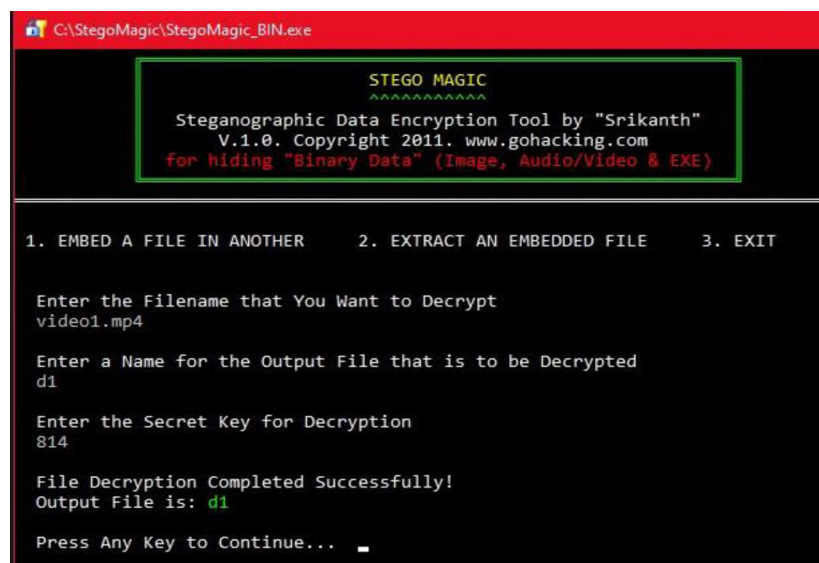 C:\StegoMagic\StegoMagic_BIN.exe
STEGO MAGIC
^^^^^^^^^^^
Steganographic Data Encryption Tool by "Srikanth"
V.1.0. Copyright 2011. www.gohacking.com
for hiding "Binary Data" (Image, Audio/Video & EXE)
1. EMBED A FILE IN ANOTHER 2. EXTRACT AN EMBEDDED FILE 3. EXIT
Enter the Filename that You Want to Decrypt
video1.mp4
Enter a Name for the Output File that is to be Decrypted
d1
Enter the Secret Key for Decryption
814
File Decryption Completed Successfully!
Output File is: d1
Press Any Key to Continue...